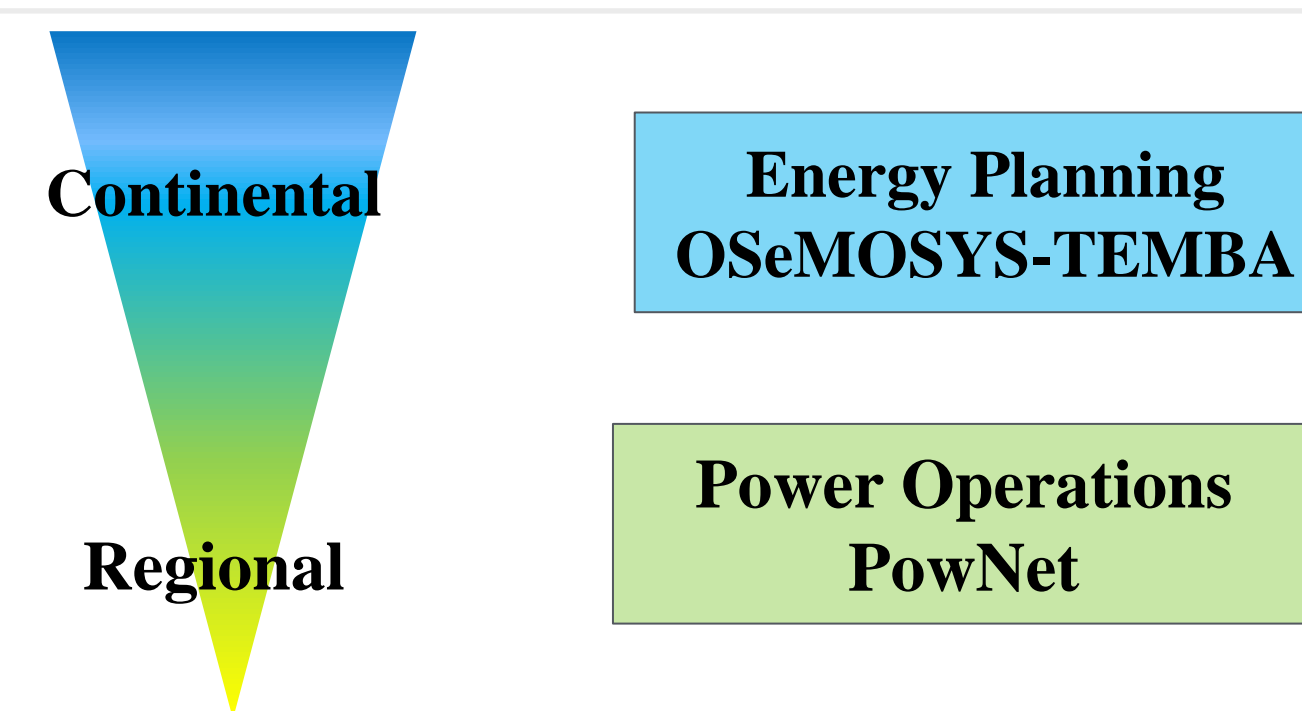 Continental
Energy Planning
OSeMOSYS-TEMBA
Regional
Power Operations
PowNet